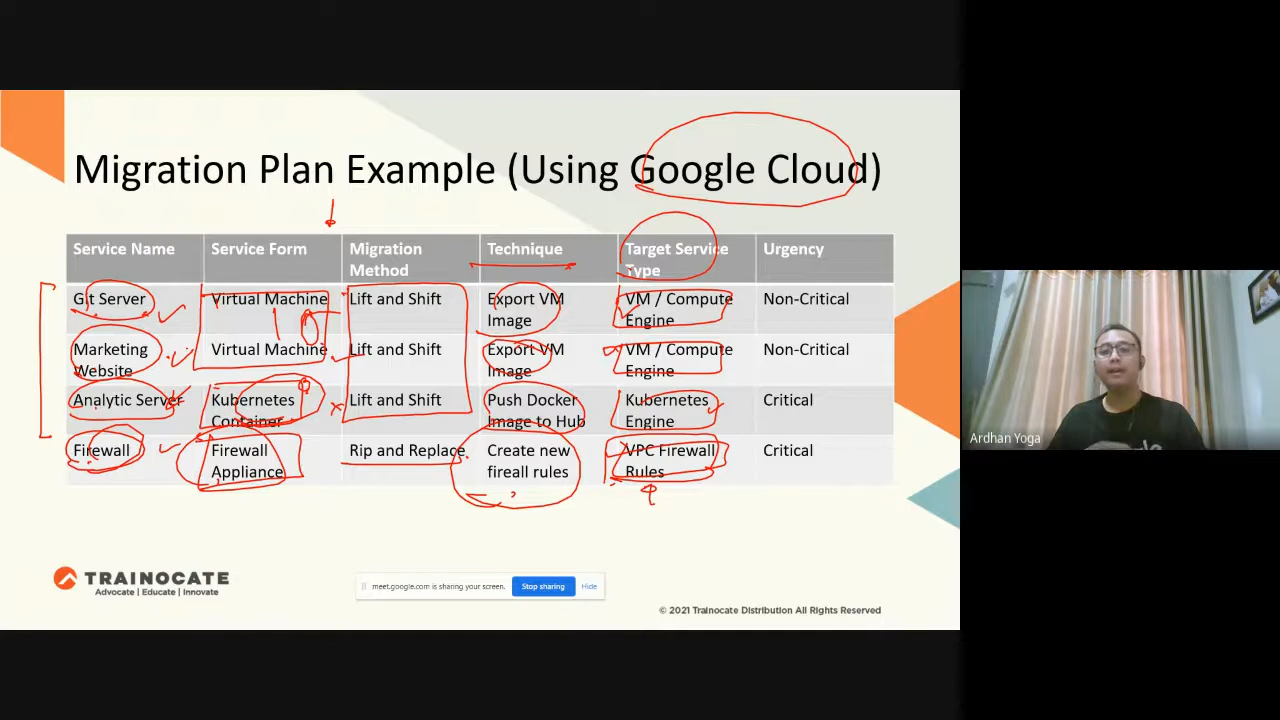 Migration Plan Example (Using Google Cloud)
Service Name
Service Form
Migration
Method
Technique
Target Service
Type
Urgency
Git Server
Virtual Machine
Lift and Shift
Export VM
Image
VM / Compute
Engine
Non-Critical
Marketing
Website
Virtual Machine
Lift and Shift
Export VM
Image
VM / Compute
Engine
Non-Critical
Analytic Server
Kubernetes
Container
Lift and Shift
Push Docker
Image to Hub
Kubernetes
Engine
Critical
Firewall
Firewall
Appliance
Rip and Replace
Create new
fireall rules
VPC Firewall
Rules
Critical
TRAINOCATE
Advocate | Educate | Innovate
meet.google.com is sharing your screen.
Stop sharing
Hide
© 2021 Trainocate Distribution All Rights Reserved
Ardhan Yoga